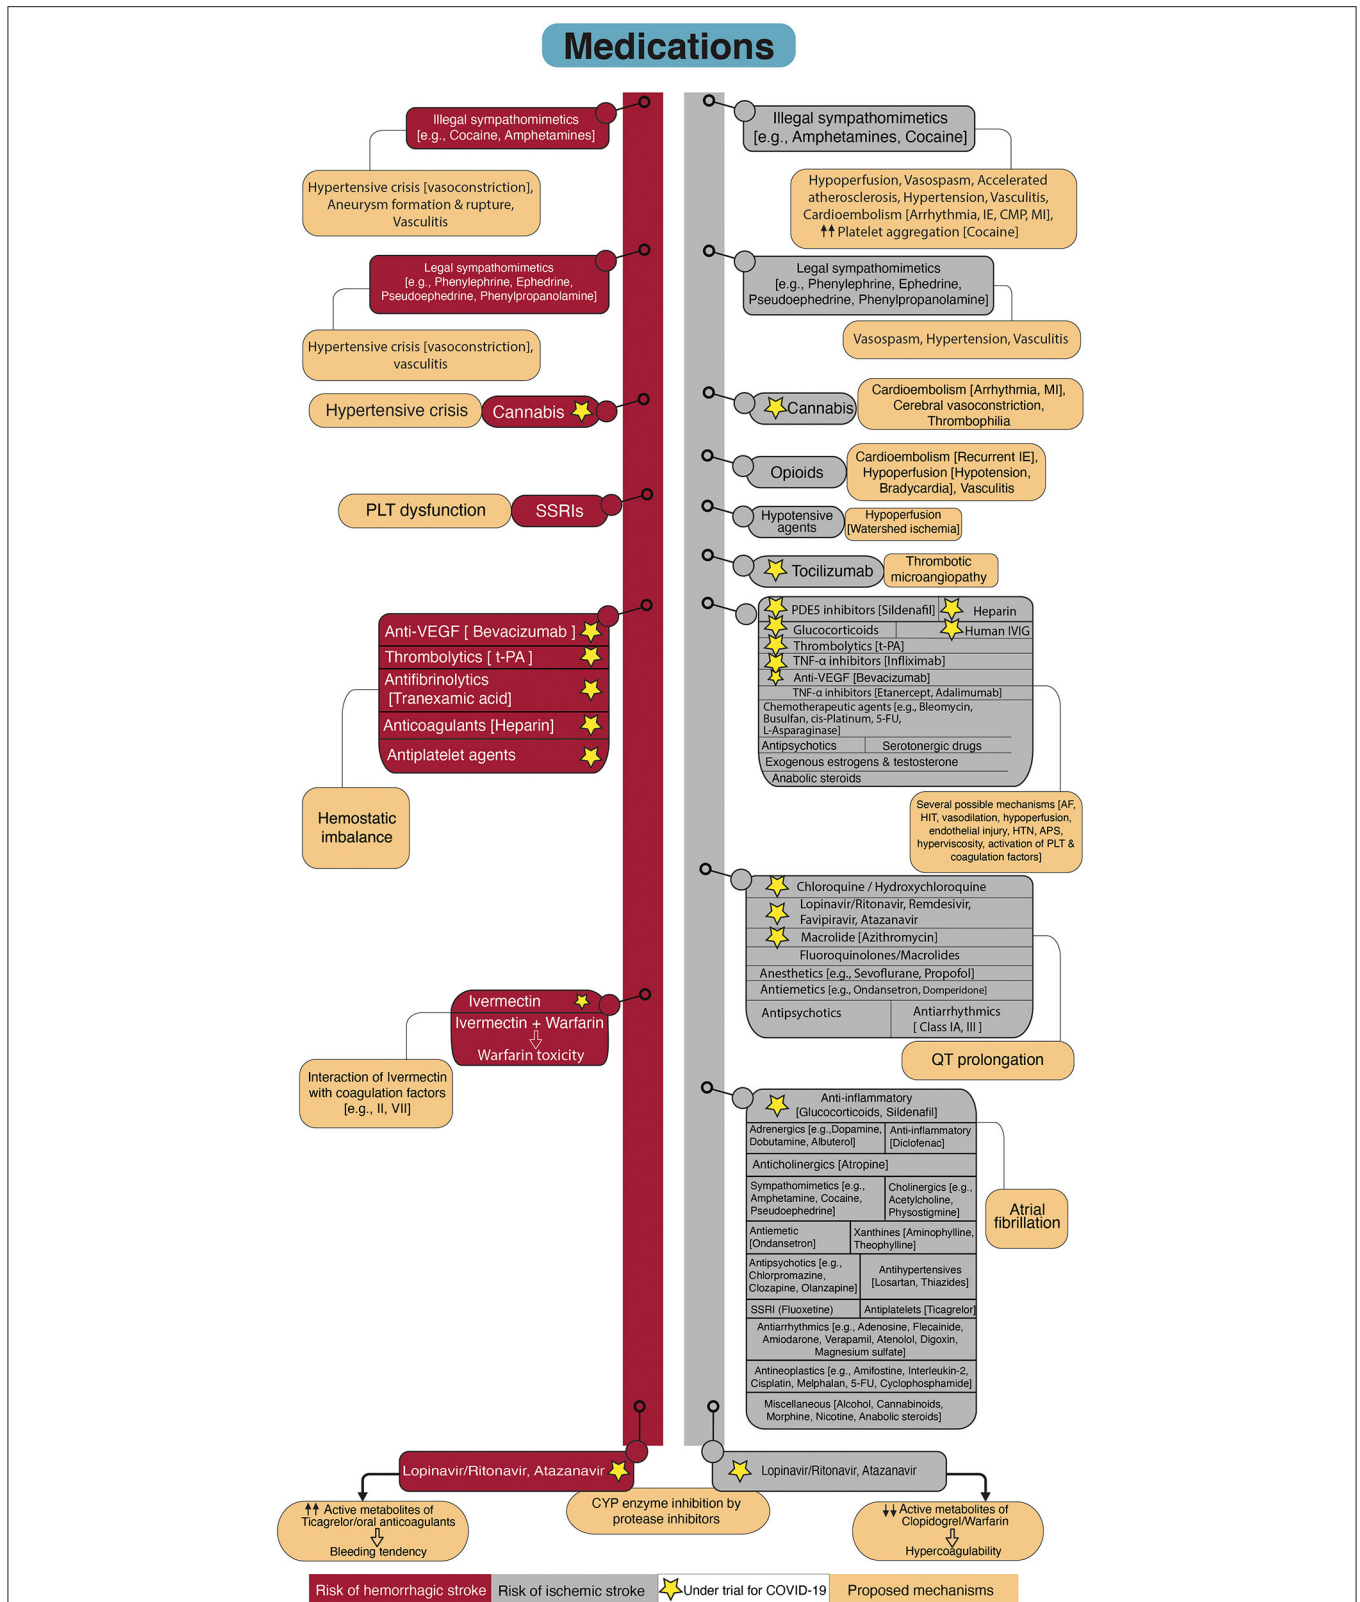 Medications
Illegal sympathomimetics
[e.g., Cocaine, Amphetamines]
Hypertensive crisis [vasoconstriction],
Aneurysm formation & rupture,
Vasculitis
Legal sympathomimetics
[e.g., Phenylephrine, Ephedrine,
Pseudoephedrine, Phenylpropanolamine]
Hypertensive crisis [vasoconstriction],
vasculitis
Hypertensive crisis
Cannabis
PLT dysfunction
SSRIs
Anti-VEGF [ Bevacizumab ]
Thrombolytics [ t-PA ]
Antifibrinolytics
[Tranexamic acid]
Anticoagulants [Heparin]
Antiplatelet agents
Hemostatic
imbalance
Ivermectin
Ivermectin + Warfarin
Warfarin toxicity
Interaction of Ivermectin
with coagulation factors
[e.g., II, VII]
Lopinavir/Ritonavir, Atazanavir
Active metabolites of
Ticagrelor/oral anticoagulants
Bleeding tendency
Illegal sympathomimetics
[e.g., Amphetamines, Cocaine]
Hypoperfusion, Vasospasm, Accelerated
atherosclerosis, Hypertension, Vasculitis,
Cardioembolism [Arrhythmia, IE, CMP, MI],
Platelet aggregation [Cocaine]
Legal sympathomimetics
[e.g., Phenylephrine, Ephedrine,
Pseudoephedrine, Phenylpropanolamine]
Vasospasm, Hypertension, Vasculitis
Cannabis
Cardioembolism [Arrhythmia, MI],
Cerebral vasoconstriction,
Thrombophilia
Opioids
Cardioembolism [Recurrent IE],
Hypoperfusion [Hypotension,
Bradycardia], Vasculitis
Hypotensive
agents
Hypoperfusion
[Watershed ischemia]
Tocilizumab
Thrombotic
microangiopathy
PDE5 inhibitors [Sildenafil]
Heparin
Glucocorticoids
Human IVIG
Thrombolytics [t-PA]
TNF-α inhibitors [Infliximab]
Anti-VEGF [Bevacizumab]
TNF-α inhibitors [Etanercept, Adalimumab]
Chemotherapeutic agents [e.g., Bleomycin,
Busulfan, cis-Platinum, 5-FU,
L-Asparaginase]
Antipsychotics
Serotonergic drugs
Exogenous estrogens & testosterone
Anabolic steroids
Several possible mechanisms [AF,
HIT, vasodilation, hypoperfusion,
endothelial injury, HTN, APS,
hyperviscosity, activation of PLT &
coagulation factors]
Chloroquine / Hydroxychloroquine
Lopinavir/Ritonavir, Remdesivir,
Favipiravir, Atazanavir
Macrolide [Azithromycin]
Fluoroquinolones/Macrolides
Anesthetics [e.g., Sevoflurane, Propofol]
Antiemetics [e.g., Ondansetron, Domperidone]
Antipsychotics
Antiarrhythmics
[ Class IA, III ]
QT prolongation
Anti-inflammatory
[Glucocorticoids, Sildenafil]
Adrenergics [e.g.,Dopamine,
Dobutamine, Albuterol]
Anti-inflammatory
[Diclofenac]
Anticholinergics [Atropine]
Sympathomimetics [e.g.,
Amphetamine, Cocaine,
Pseudoephedrine]
Cholinergics [e.g.,
Acetylcholine,
Physostigmine]
Antiemetic
[Ondansetron]
Xanthines [Aminophylline,
Theophylline]
Antipsychotics [e.g.,
Chlorpromazine,
Clozapine, Olanzapine]
Antihypertensives
[Losartan, Thiazides]
SSRI (Fluoxetine)
Antiplatelets [Ticagrelor]
Antiarrhythmics [e.g., Adenosine, Flecainide,
Amiodarone, Verapamil, Atenolol, Digoxin,
Magnesium sulfate]
Antineoplastics [e.g., Amifostine, Interleukin-2,
Cisplatin, Melphalan, 5-FU, Cyclophosphamide]
Miscellaneous [Alcohol, Cannabinoids,
Morphine, Nicotine, Anabolic steroids]
Atrial
fibrillation
Lopinavir/Ritonavir, Atazanavir
CYP enzyme inhibition by
protease inhibitors
Active metabolites of
Clopidogrel/Warfarin
Hypercoagulability
Risk of hemorrhagic stroke
Risk of ischemic stroke
Under trial for COVID-19
Proposed mechanisms